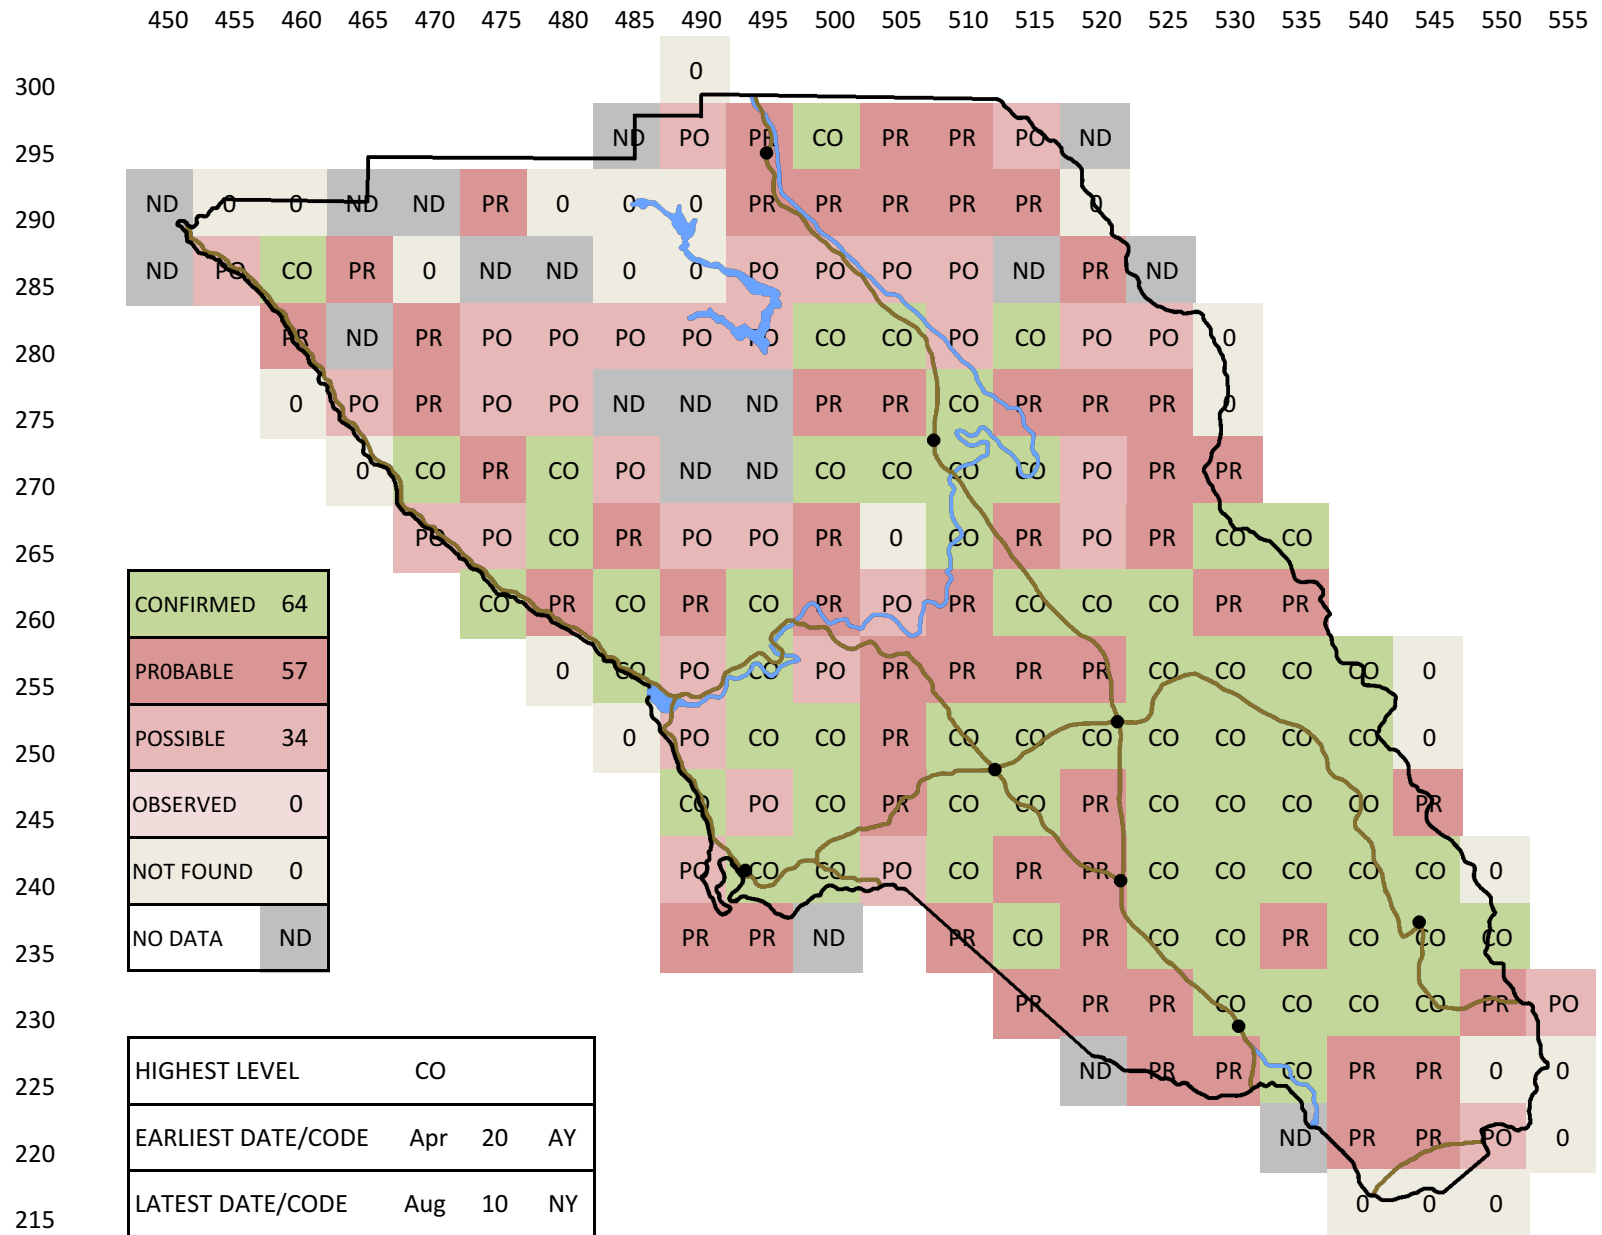 450 455 460 465 470 475 480 485 490 495 500 505 510 515 520 525 530 535 540 545 550 555
0
300
ND PO PR CO PR PR PO ND
295
ND 0 0 ND ND PR 0 0 0 PR PR PR PR PR 0
290
ND PO CO PR 0 ND ND 0 0 PO PO PO PO ND PR ND
285
PR ND PR PO PO PO PO PO CO CO PO CO PO PO 0
280
0 PO PR PO PO ND ND ND PR PR CO PR PR PR 0
275
0 CO PR CO PO ND ND CO CO CO CO PO PR PR
270
PO PO CO PR PO PO PR 0 CO PR PO PR CO CO
265
CONFIRMED 64 CO PR CO PR CO PR PO PR CO CO CO PR PR
260
PR0BABLE 57 0 CO PO CO PO PR PR PR PR CO CO CO CO 0
255
POSSIBLE 34 0 PO CO CO PR CO CO CO CO CO CO CO 0
250
OBSERVED 0 CO PO CO PR CO CO PR CO CO CO CO PR
245
NOT FOUND 0 PO CO CO PO CO PR PR CO CO CO CO CO 0
240
NO DATA ND PR PR ND PR CO PR CO CO PR CO CO CO
235
PR PR PR CO CO CO CO PR PO
230
HIGHEST LEVEL CO ND PR PR CO PR PR 0 0
225
EARLIEST DATE/CODE Apr 20 AY ND PR PR PO 0
220
LATEST DATE/CODE Aug 10 NY 0 0 0
215